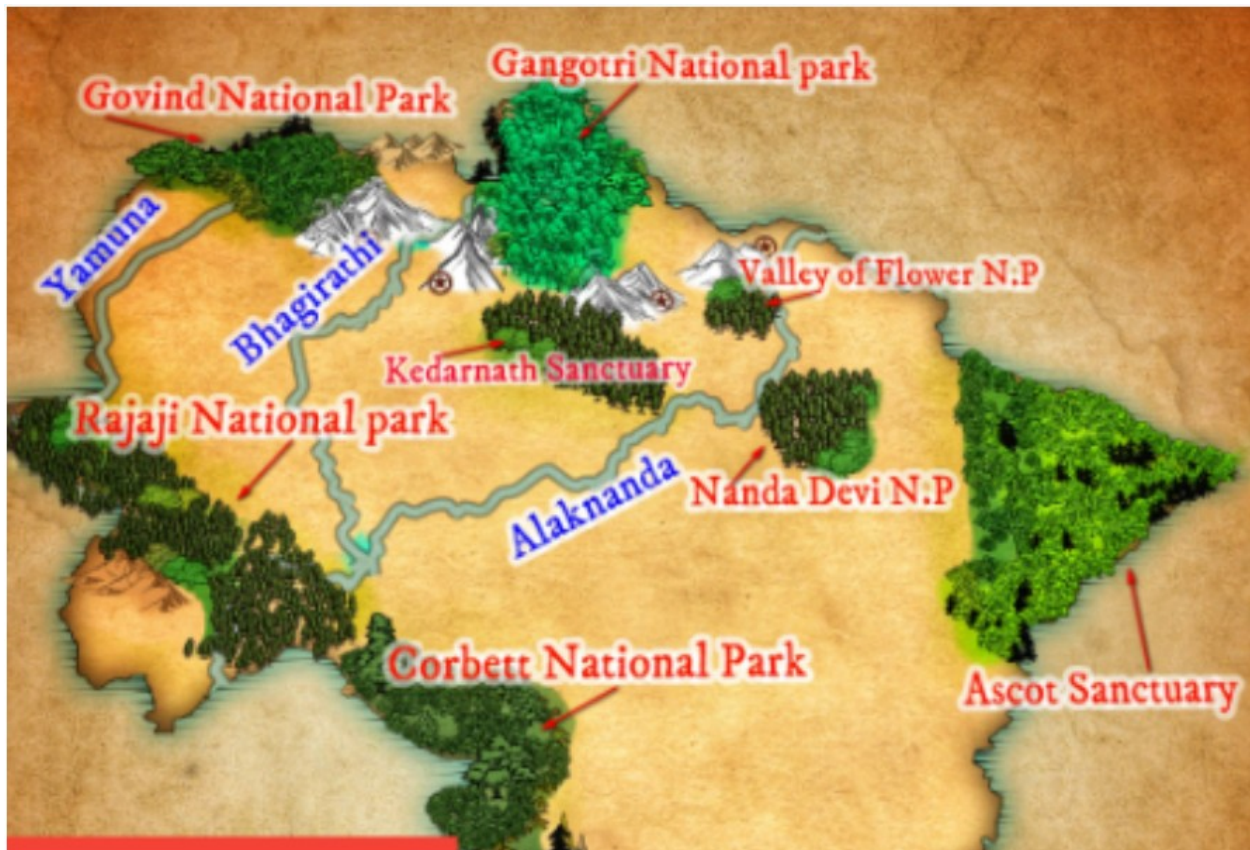 Gangotri National park
Govind National Park
Yamuna
Bhagirathi
Valley of Flower N.P
Kedarnath Sanctuary
Rajaji National park
Nanda Devi N.P
Alaknanda
Corbett National Park
Ascot Sanctuary